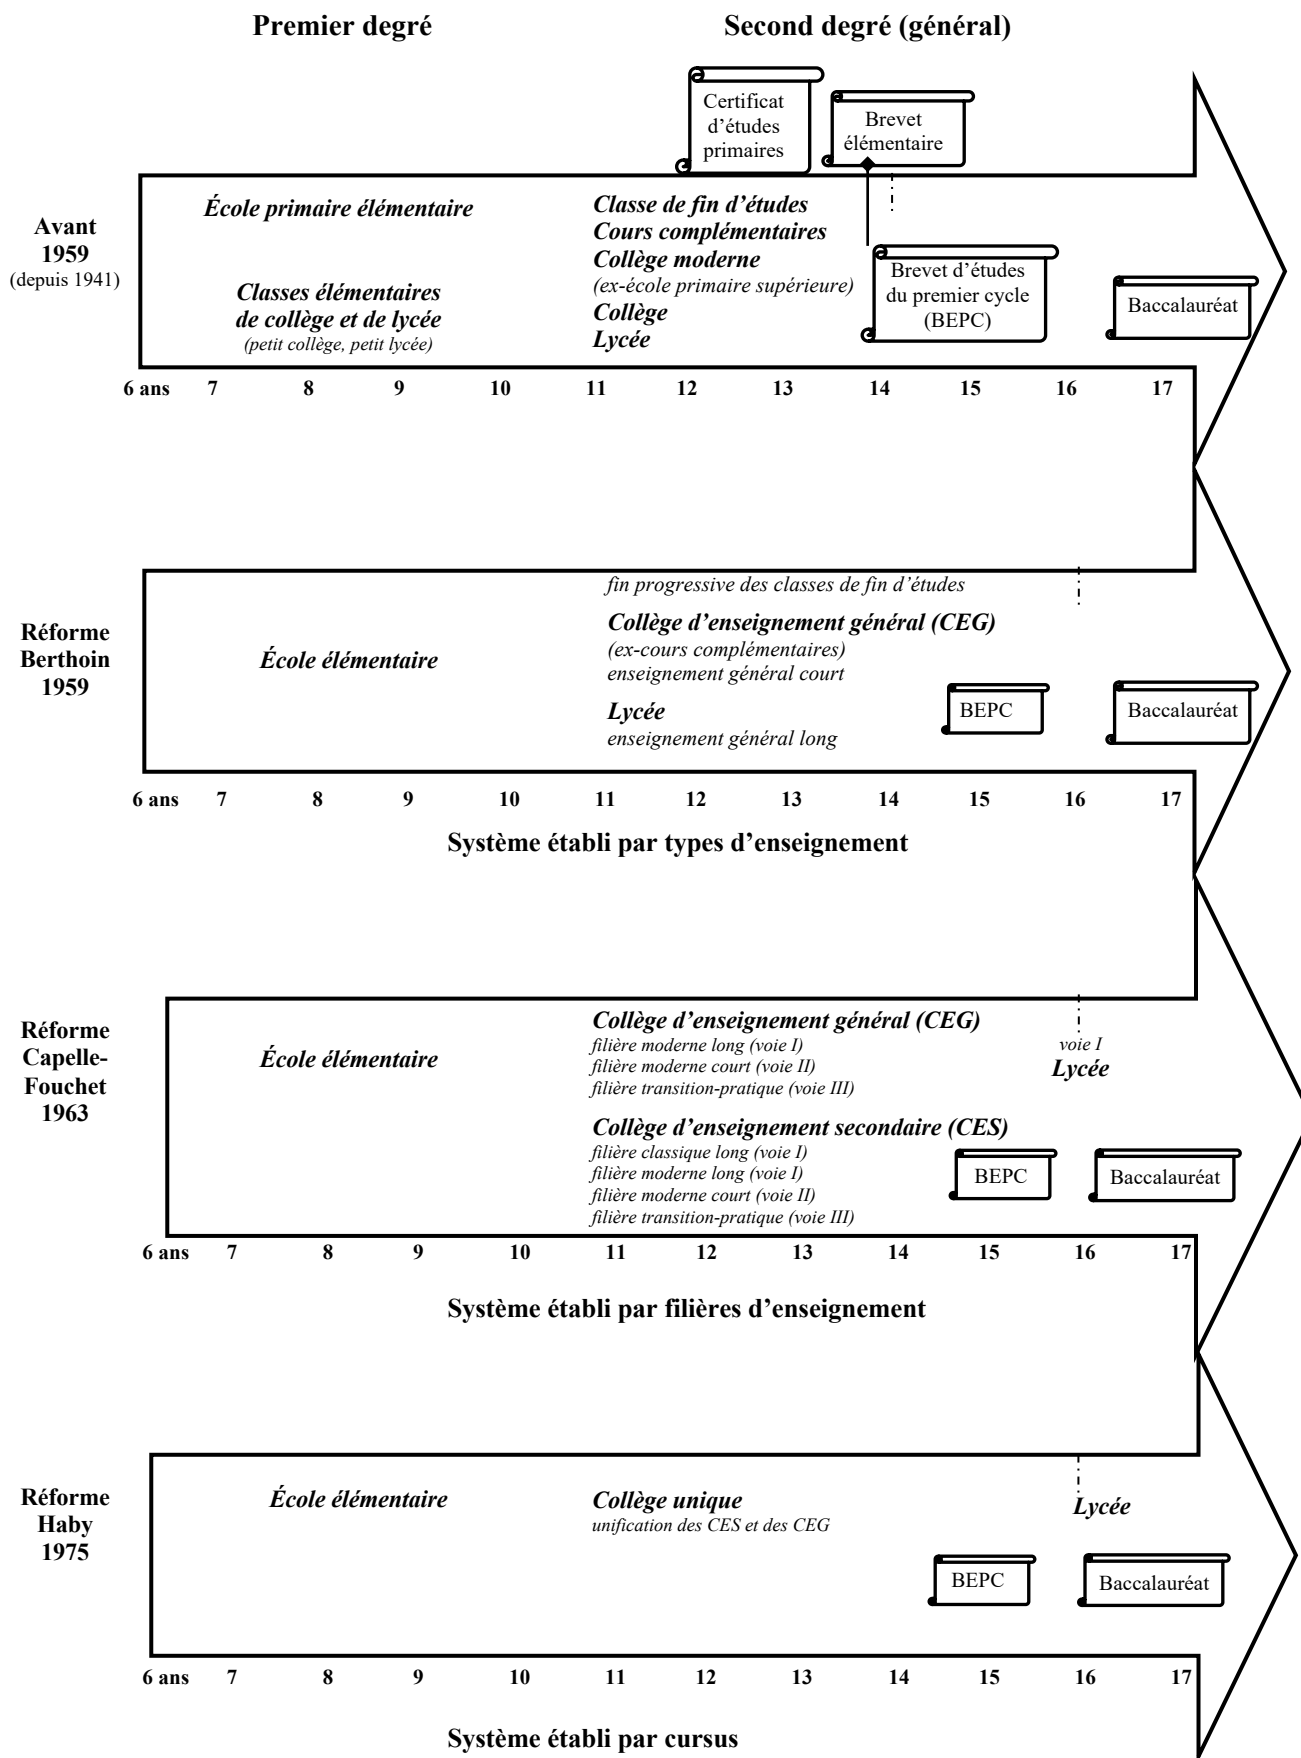 Premier degré
Second degré (général)
Certificat
d’études
primaires
Brevet
élémentaire
Avant
1959
(depuis 1941)
École primaire élémentaire
Classes élémentaires
de collège et de lycée
(petit collège, petit lycée)
Classe de fin d’études
Cours complémentaires
Collège moderne
(ex-école primaire supérieure)
Collège
Lycée
Brevet d’études
du premier cycle
(BEPC)
Baccalauréat
6 ans 7 8 9 10 11 12 13 14 15 16 17
Réforme
Berthoin
1959
École élémentaire
fin progressive des classes de fin d’études
Collège d’enseignement général (CEG)
(ex-cours complémentaires)
enseignement général court
Lycée
enseignement général long
BEPC
Baccalauréat
6 ans 7 8 9 10 11 12 13 14 15 16 17
Système établi par types d’enseignement
Réforme
Capelle-
Fouchet
1963
École élémentaire
Collège d’enseignement général (CEG)
filière moderne long (voie I)
filière moderne court (voie II)
filière transition-pratique (voie III)
Collège d’enseignement secondaire (CES)
filière classique long (voie I)
filière moderne long (voie I)
filière moderne court (voie II)
filière transition-pratique (voie III)
voie I
Lycée
BEPC
Baccalauréat
6 ans 7 8 9 10 11 12 13 14 15 16 17
Système établi par filières d’enseignement
Réforme
Haby
1975
École élémentaire
Collège unique
unification des CES et des CEG
Lycée
BEPC
Baccalauréat
6 ans 7 8 9 10 11 12 13 14 15 16 17
Système établi par cursus